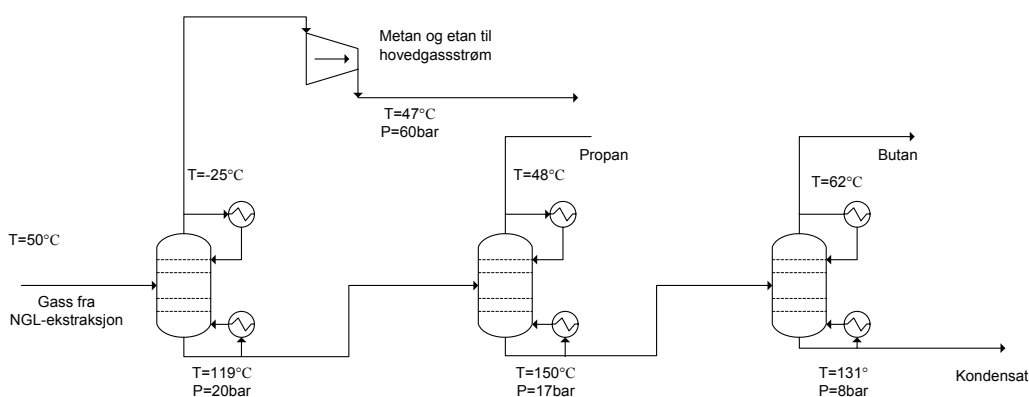 Metan og etan til
hovedgassstrøm
T=47°C
P=60bar
Propan
Butan
T=-25°C
T=48°C
T=62°C
T=50°C
Gass fra
NGL-ekstraksjon
T=119°C
P=20bar
T=150°C
P=17bar
T=131°
P=8bar
Kondensat